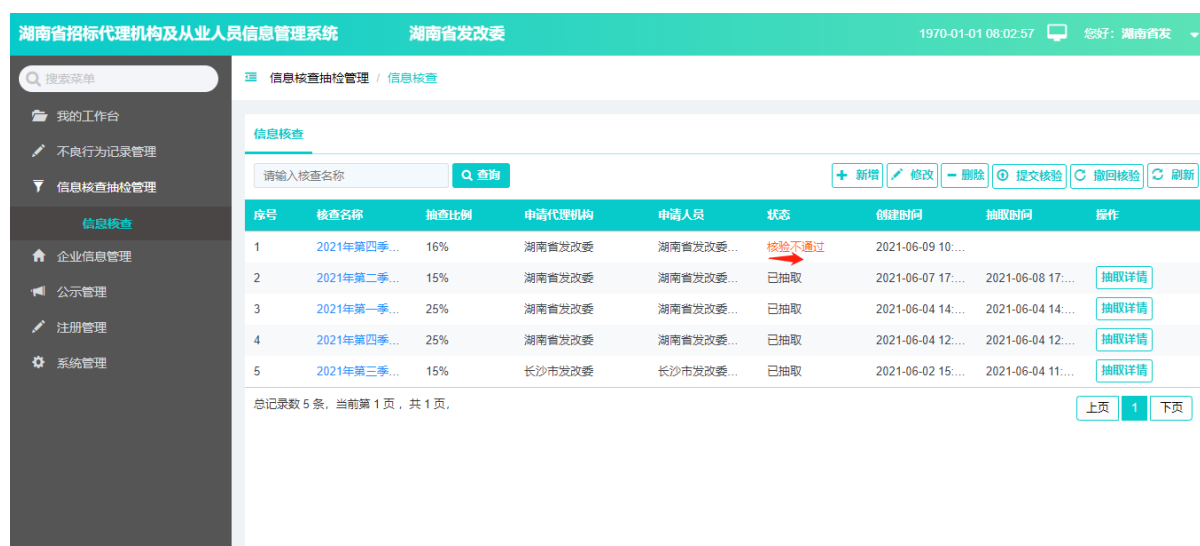 湖南省招标代理机构及从业人员信息管理系统 湖南省发改委 1970-01-01 08:02:57 您好：湖南省发
搜索菜单
信息核查抽检管理 / 信息核查
我的工作台
不良行为记录管理
信息核查抽检管理
信息核查
企业信息管理
公示管理
注册管理
系统管理
信息核查
请输入核查名称 查询 新增 修改 删除 提交核验 撤回核验 刷新
序号 核查名称 抽查比例 申请代理机构 申请人员 状态 创建时间 抽取时间 操作
1 2021年第四季... 16% 湖南省发改委 湖南省发改委... 核验不通过 2021-06-09 10:...
2 2021年第二季... 15% 湖南省发改委 湖南省发改委... 已抽取 2021-06-07 17:... 2021-06-08 17:... 抽取详情
3 2021年第一季... 25% 湖南省发改委 湖南省发改委... 已抽取 2021-06-04 14:... 2021-06-04 14:... 抽取详情
4 2021年第四季... 25% 湖南省发改委 湖南省发改委... 已抽取 2021-06-04 12:... 2021-06-04 12:... 抽取详情
5 2021年第三季... 15% 长沙市发改委 长沙市发改委... 已抽取 2021-06-02 15:... 2021-06-04 11:... 抽取详情
总记录数 5 条, 当前第 1 页 , 共 1 页, 上页 1 下页